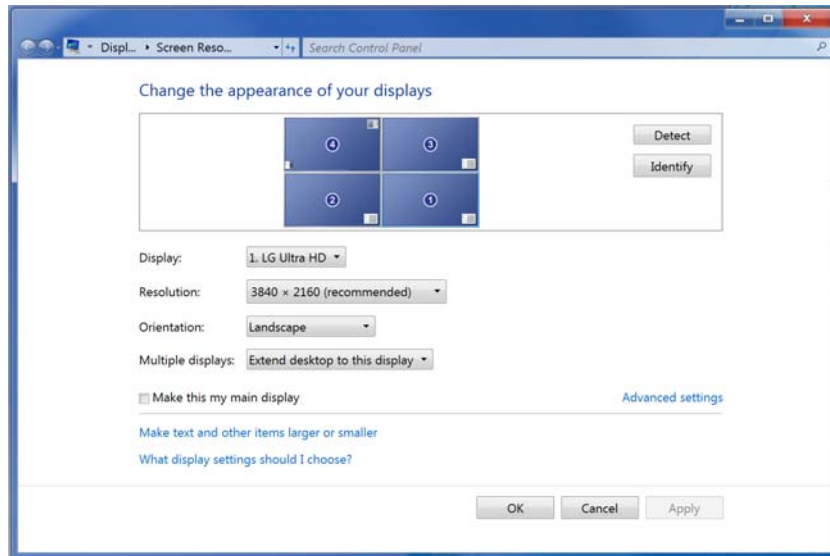 Displ... Screen Reso... Search Control Panel
Change the appearance of your displays
4 3
2 1
Detect
Identify
Display: 1. LG Ultra HD
Resolution: 3840 × 2160 (recommended)
Orientation: Landscape
Multiple displays: Extend desktop to this display
Make this my main display
Advanced settings
Make text and other items larger or smaller
What display settings should I choose?
OK Cancel Apply